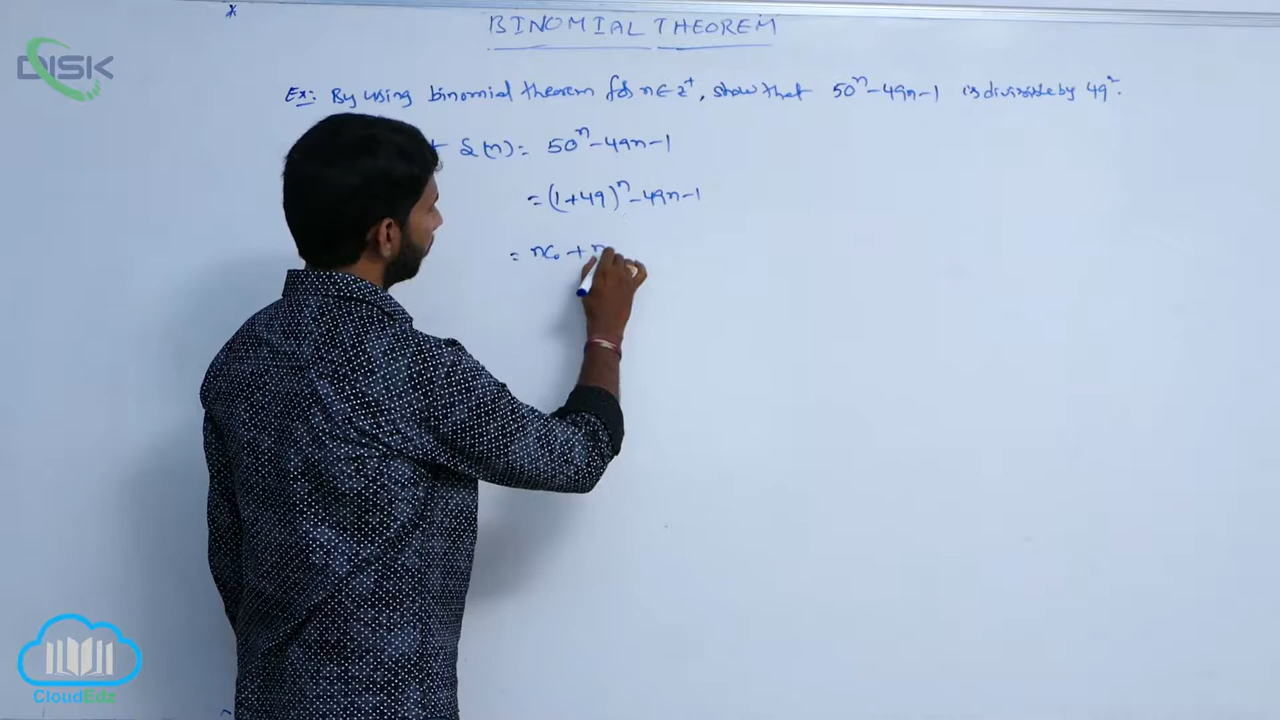 BINOMIAL THEOREM
DISK
Ex:- By using binomial theorem for n∈z⁺, show that 50ⁿ-49n-1 is divisible by 49².
S(n) = 50ⁿ-49n-1
= (1+49)ⁿ-49n-1
= nC₀ + n
CloudEdz